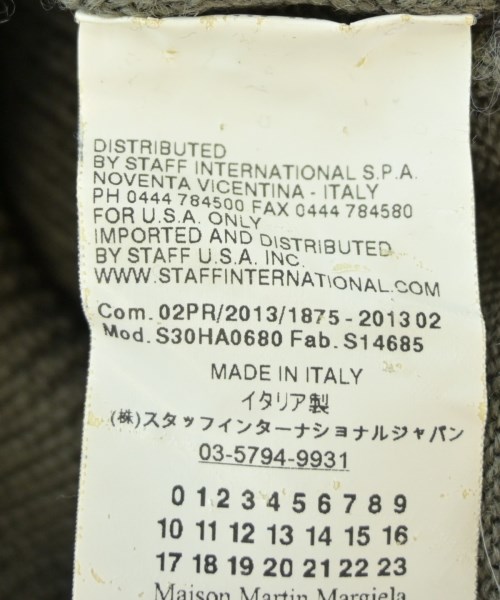 DISTRIBUTED
BY STAFF INTERNATIONAL S.P.A.
NOVENTA VICENTINA - ITALY
PH 0444 784500 FAX 0444 784580
FOR U.S.A. ONLY
IMPORTED AND DISTRIBUTED
BY STAFF U.S.A. INC.
WWW.STAFFINTERNATIONAL.COM
Com. 02PR/2013/1875 - 2013 02
Mod. S30HA0680 Fab. S14685
MADE IN ITALY
イタリア製
(株)スタッフインターナショナルジャパン
03-5794-9931
0 1 2 3 4 5 6 7 8 9
10 11 12 13 14 15 16
17 18 19 20 21 22 23
Maison Martin Margiela